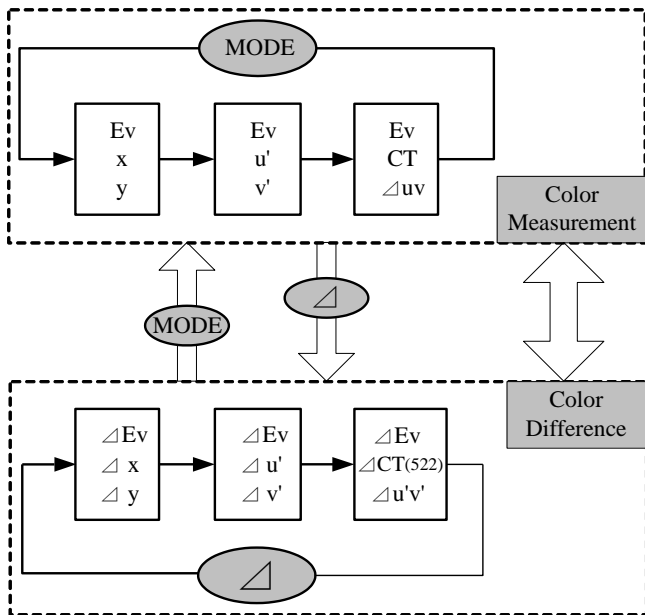 MODE
Ev
x
y
Ev
u'
v'
Ev
CT
⊿uv
Color
Measurement
MODE
⊿
Color
Difference
⊿Ev
⊿ x
⊿ y
⊿Ev
⊿ u'
⊿ v'
⊿Ev
⊿CT(522)
⊿u'v'
⊿